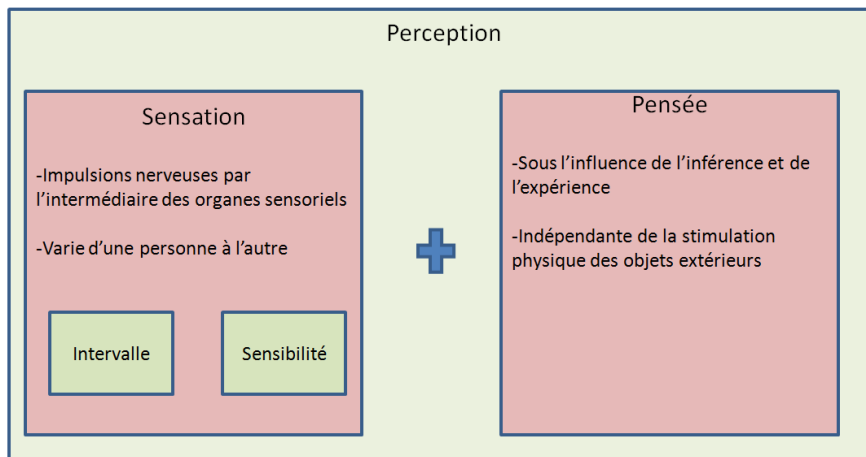 Perception
Sensation
-Impulsions nerveuses par
l'intermédiaire des organes sensoriels
-Varie d'une personne à l'autre
Intervalle
Sensibilité
Pensée
-Sous l'influence de l'inférence et de
l'expérience
-Indépendante de la stimulation
physique des objets extérieurs